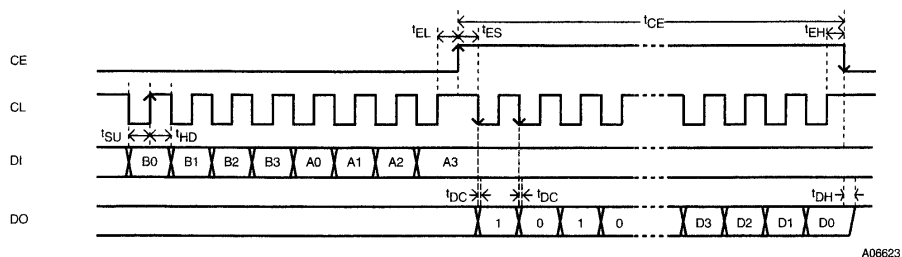 tCE
tEL tES tEH
CE
CL
tSU tHD
DI B0 B1 B2 B3 A0 A1 A2 A3
tDC tDC tDH
DO 1 0 1 0 D3 D2 D1 D0
A06623